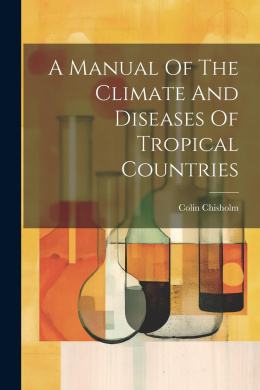 A Manual Of The
Climate And
Diseases Of
Tropical
Countries
Colin Chisholm